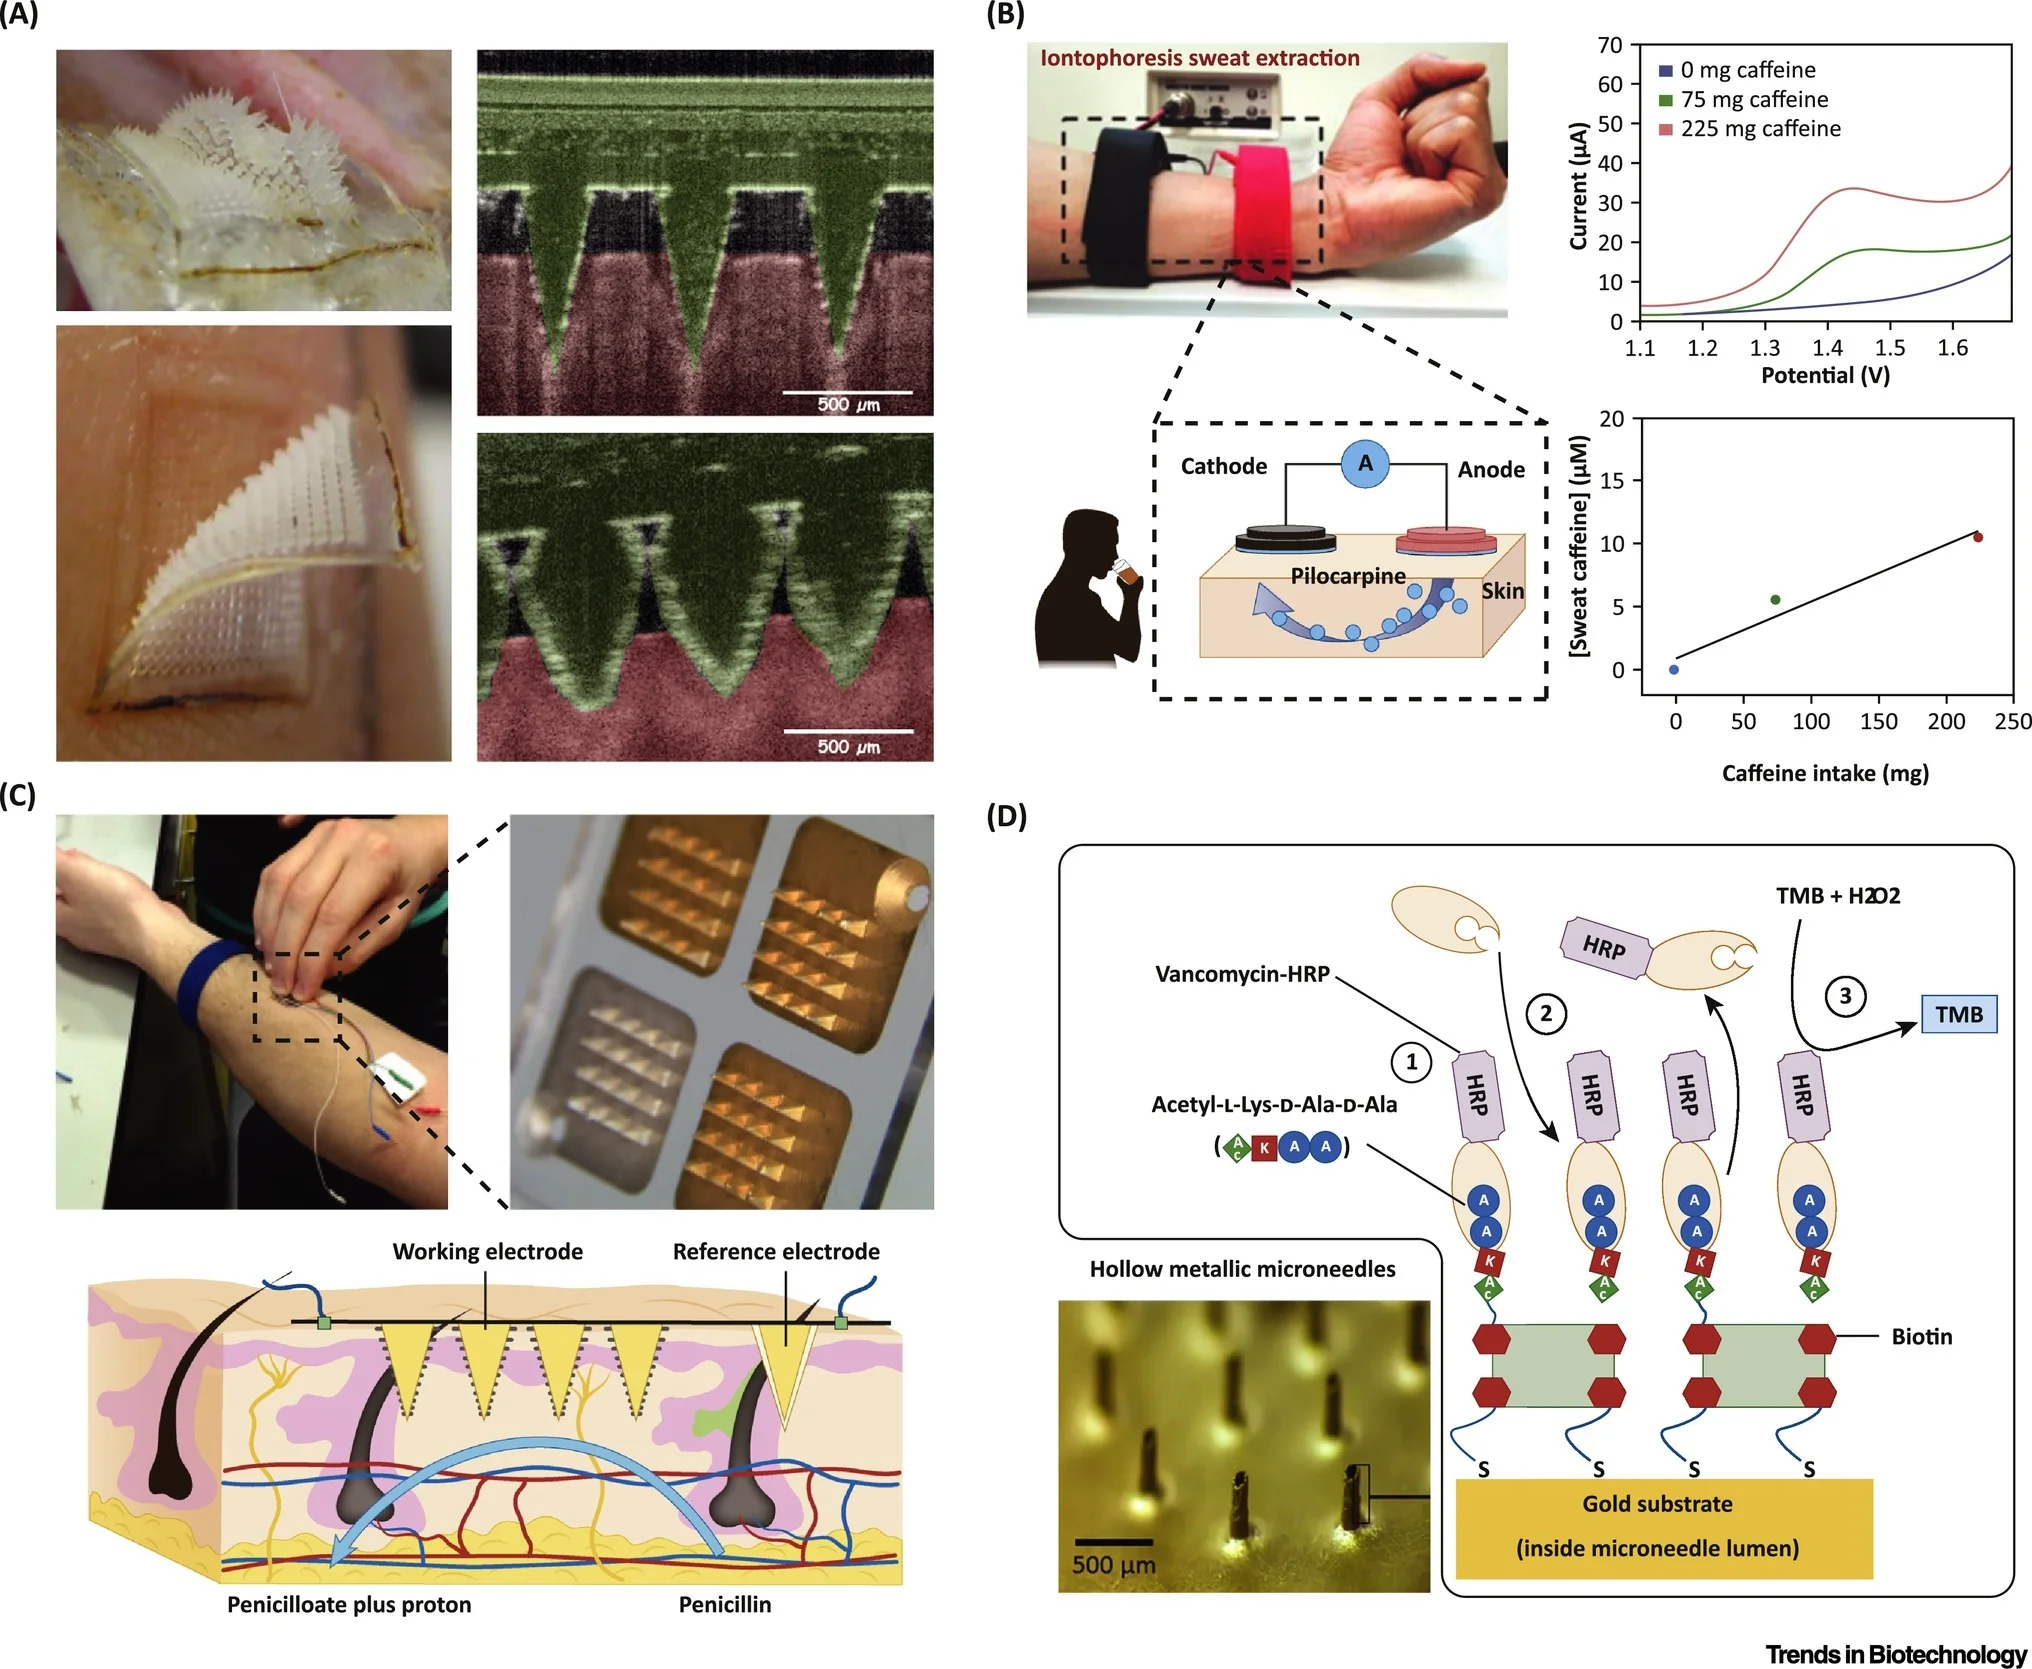 (A)
500 µm
500 µm
(B)
Iontophoresis sweat extraction
Cathode
A
Anode
Pilocarpine
Skin
70
60
50
40
30
20
10
0
Current (µA)
0 mg caffeine
75 mg caffeine
225 mg caffeine
1.1 1.2 1.3 1.4 1.5 1.6
Potential (V)
20
15
10
5
0
[Sweat caffeine] (µM)
0 50 100 150 200 250
Caffeine intake (mg)
(C)
Working electrode
Reference electrode
Penicilloate plus proton
Penicillin
(D)
TMB + H2O2
HRP
Vancomycin-HRP
1
2
3
TMB
HRP
HRP
HRP
HRP
Acetyl-L-Lys-D-Ala-D-Ala
(Ac K A A)
A A A A
A A A A
K K K K
Ac Ac Ac Ac
Biotin
Hollow metallic microneedles
500 µm
S S S S
Gold substrate
(inside microneedle lumen)
Trends in Biotechnology